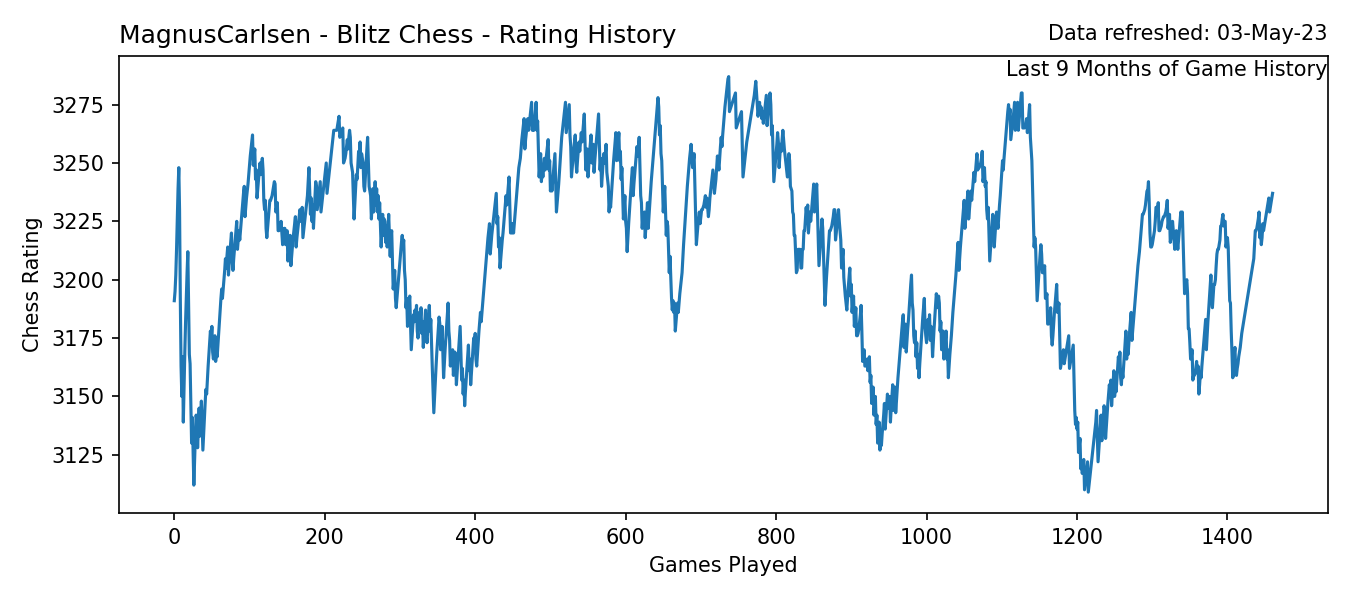 MagnusCarlsen - Blitz Chess - Rating History
Data refreshed: 03-May-23
Last 9 Months of Game History
Chess Rating
3275
3250
3225
3200
3175
3150
3125
0 200 400 600 800 1000 1200 1400
Games Played